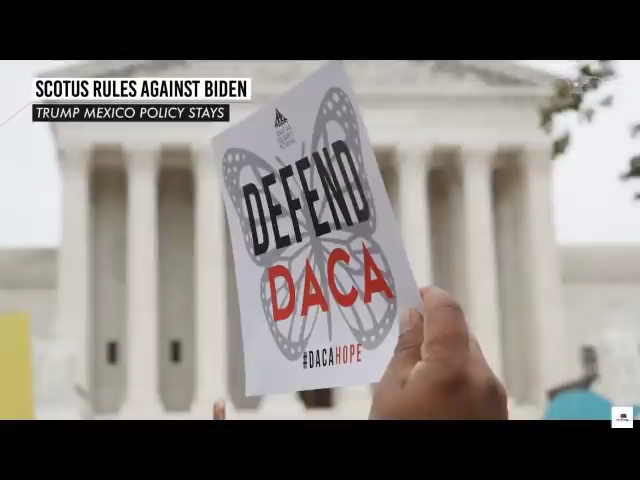 SCOTUS RULES AGAINST BIDEN
TRUMP MEXICO POLICY STAYS
DEFEND
DACA
#DACAHOPE